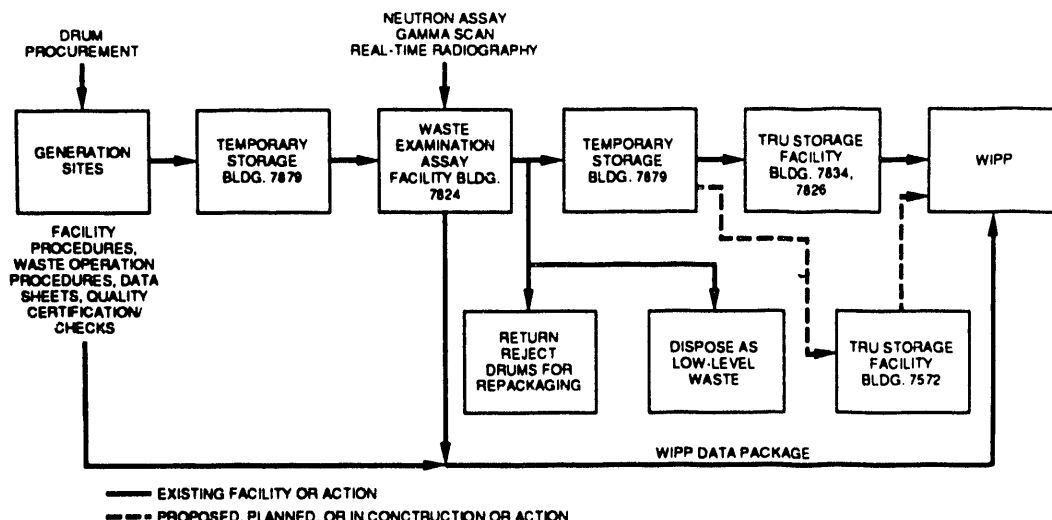 DRUM
PROCUREMENT
NEUTRON ASSAY
GAMMA SCAN
REAL-TIME RADIOGRAPHY
GENERATION
SITES
TEMPORARY
STORAGE
BLDG. 7879
WASTE
EXAMINATION
ASSAY
FACILITY BLDG.
7824
TEMPORARY
STORAGE
BLDG. 7879
TRU STORAGE
FACILITY
BLDG. 7834,
7826
WIPP
FACILITY
PROCEDURES,
WASTE OPERATION
PROCEDURES, DATA
SHEETS, QUALITY
CERTIFICATION/
CHECKS
RETURN
REJECT
DRUMS FOR
REPACKAGING
DISPOSE AS
LOW-LEVEL
WASTE
TRU STORAGE
FACILITY
BLDG. 7572
WIPP DATA PACKAGE
EXISTING FACILITY OR ACTION
PROPOSED, PLANNED, OR IN CONCTRUCTION OR ACTION